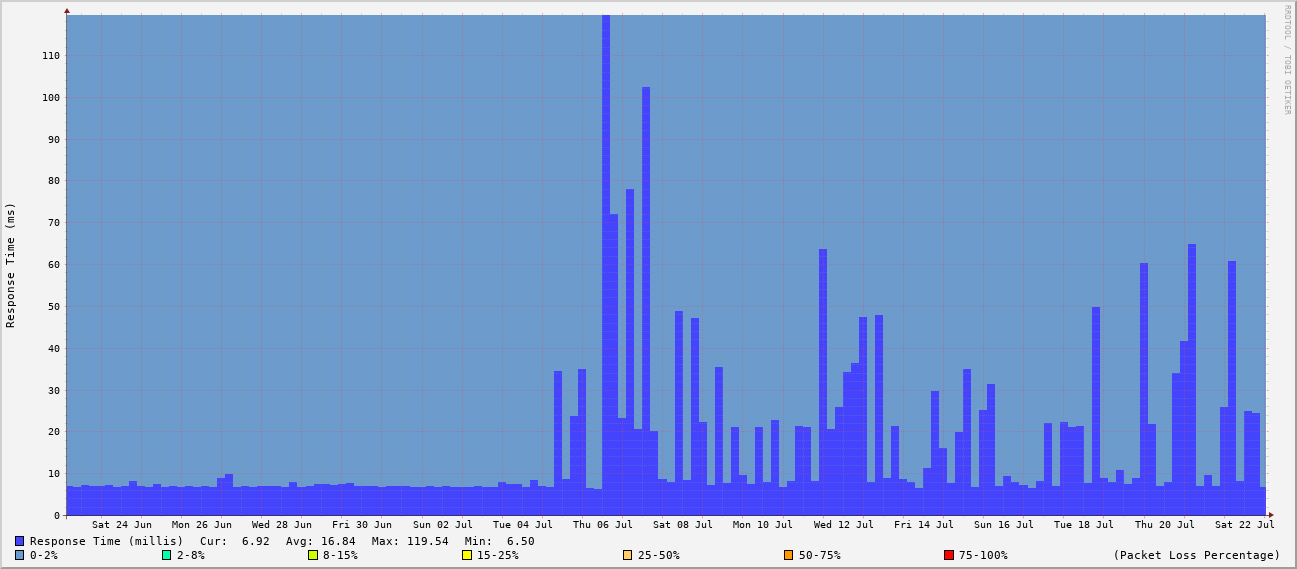 RRDTOOL / TOBI OETIKER
Response Time (ms)
110
100
90
80
70
60
50
40
30
20
10
0
Sat 24 Jun Mon 26 Jun Wed 28 Jun Fri 30 Jun Sun 02 Jul Tue 04 Jul Thu 06 Jul Sat 08 Jul Mon 10 Jul Wed 12 Jul Fri 14 Jul Sun 16 Jul Tue 18 Jul Thu 20 Jul Sat 22 Jul
Response Time (millis) Cur: 6.92 Avg: 16.84 Max: 119.54 Min: 6.50
0-2% 2-8% 8-15% 15-25% 25-50% 50-75% 75-100% (Packet Loss Percentage)